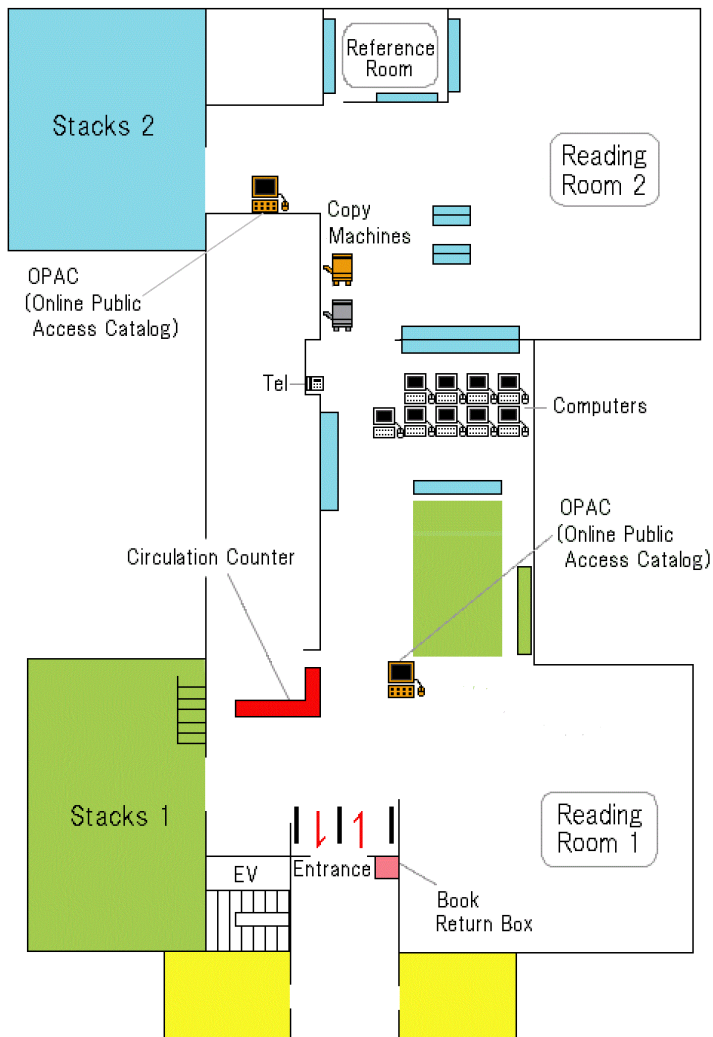 Reference
Room
Stacks 2
Reading
Room 2
Copy
Machines
OPAC
(Online Public
Access Catalog)
Tel
Computers
OPAC
(Online Public
Access Catalog)
Circulation Counter
Stacks 1
Reading
Room 1
EV
Entrance
Book
Return Box